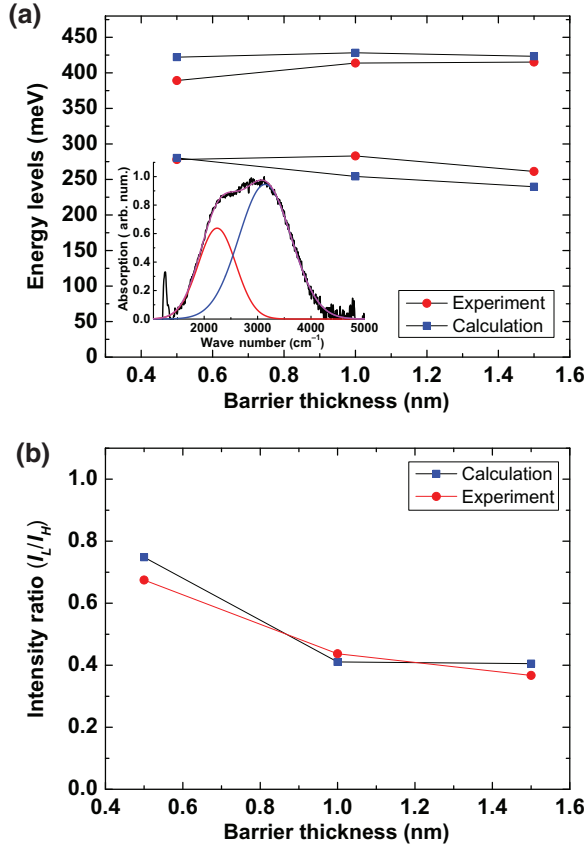 (a)
450
400
350
300
250
200
150
100
50
0
Energy levels (meV)
0.4 0.6 0.8 1.0 1.2 1.4 1.6
Barrier thickness (nm)
Experiment
Calculation
1.0
0.8
0.6
0.4
0.2
0.0
Absorption ( arb. num.)
2000 3000 4000 5000
Wave number (cm⁻¹)
(b)
1.0
0.8
0.6
0.4
0.2
0.0
Intensity ratio (I_L/I_H)
0.4 0.6 0.8 1.0 1.2 1.4 1.6
Barrier thickness (nm)
Calculation
Experiment